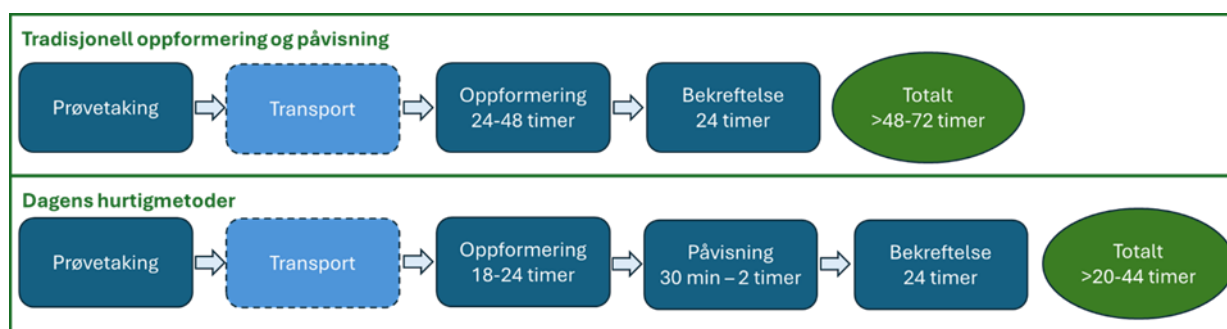 Tradisjonell oppformering og påvisning
Prøvetaking
Transport
Oppformering
24-48 timer
Bekreftelse
24 timer
Totalt
>48-72 timer
Dagens hurtigmetoder
Prøvetaking
Transport
Oppformering
18-24 timer
Påvisning
30 min – 2 timer
Bekreftelse
24 timer
Totalt
>20-44 timer